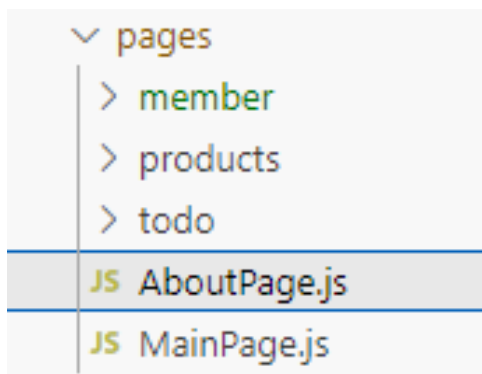 pages
member
products
todo
JS AboutPage.js
JS MainPage.js